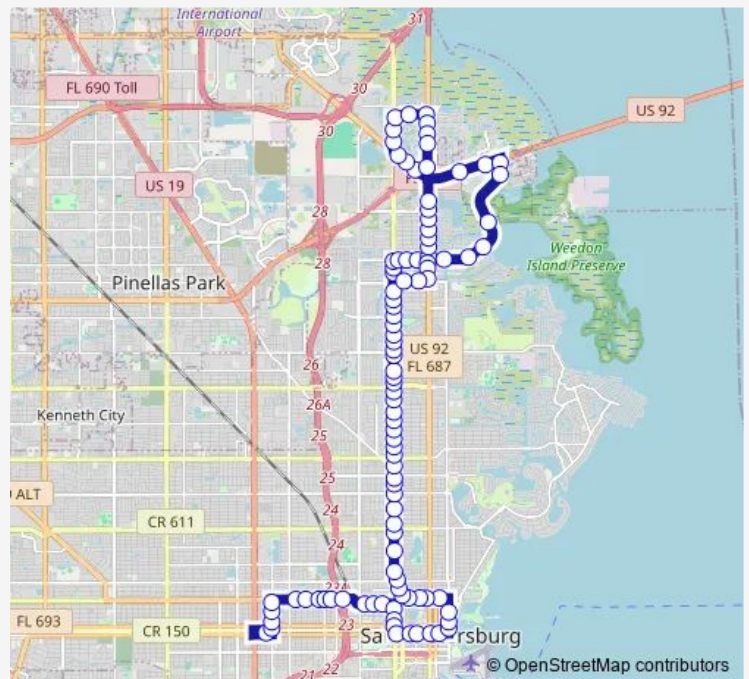 International
Airport
31
FL 690 Toll
30
US 92
30
US 19
28
Weedon
Island Preserve
28
Pinellas Park
US 92
FL 687
26
26A
Kenneth City
25
25
ALT
24
CR 611
24
23A
FL 693
CR 150
23
Sa rsburg
22
21
© OpenStreetMap contributors